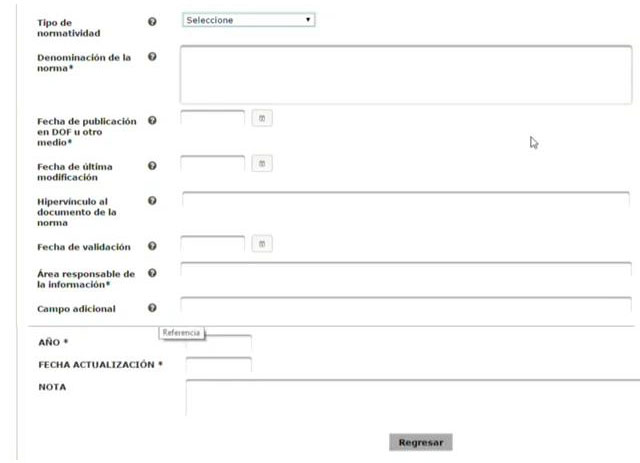 Tipo de
normatividad
Seleccione
Denominación de la
norma*
Fecha de publicación
en DOF u otro
medio*
Fecha de última
modificación
Hipervínculo al
documento de la
norma
Fecha de validación
Área responsable de
la información*
Campo adicional
Referencia
AÑO *
FECHA ACTUALIZACIÓN *
NOTA
Regresar